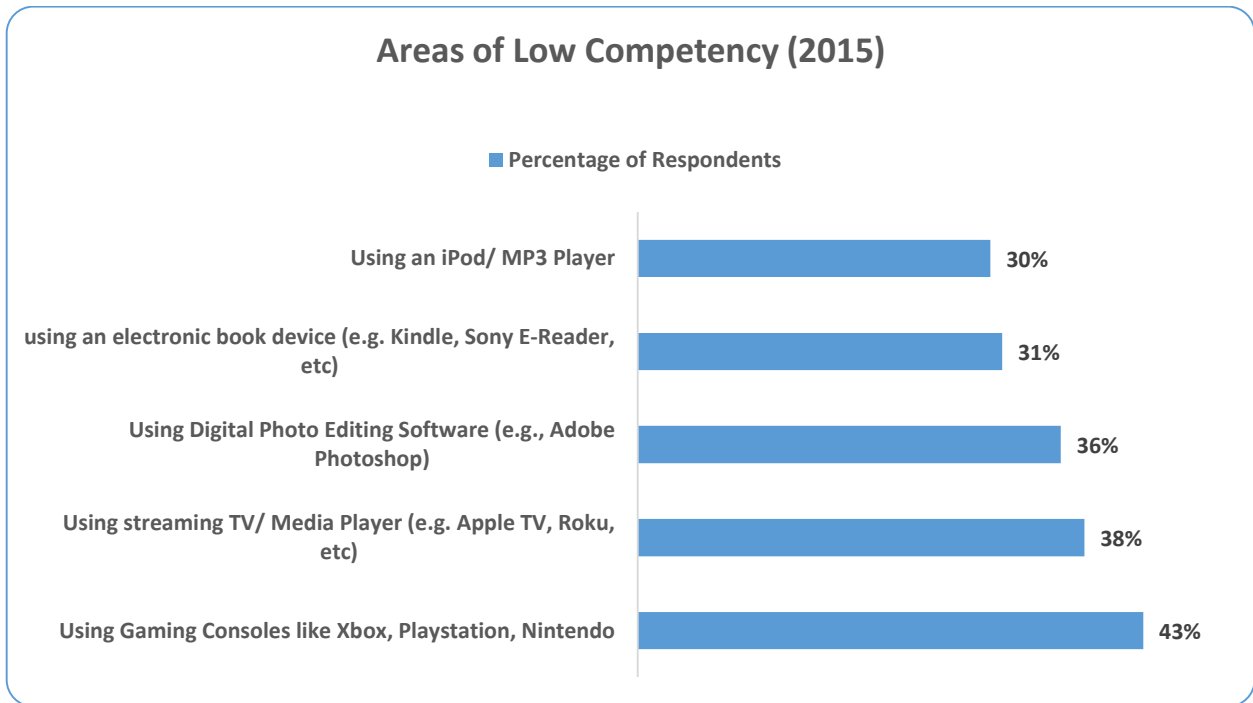 Areas of Low Competency (2015)
Percentage of Respondents
Using an iPod/ MP3 Player
30%
using an electronic book device (e.g. Kindle, Sony E-Reader,
etc)
31%
Using Digital Photo Editing Software (e.g., Adobe
Photoshop)
36%
Using streaming TV/ Media Player (e.g. Apple TV, Roku,
etc)
38%
Using Gaming Consoles like Xbox, Playstation, Nintendo
43%